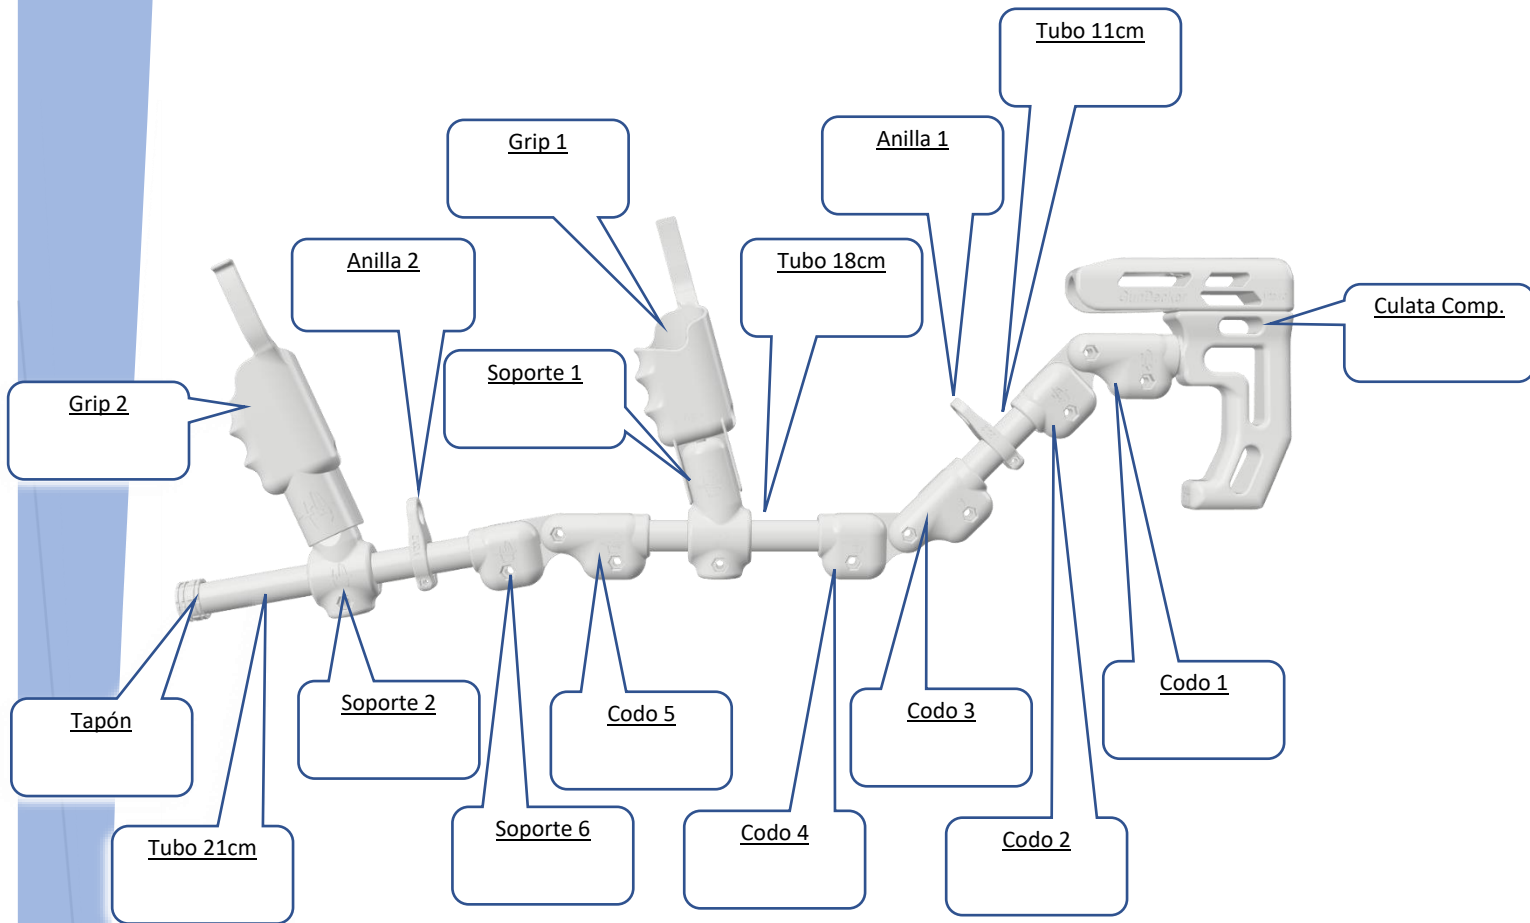 Tubo 11cm
Grip 1
Anilla 1
Anilla 2
Tubo 18cm
Culata Comp.
Soporte 1
Grip 2
Soporte 2
Codo 5
Codo 3
Codo 1
Tapón
Soporte 6
Codo 4
Codo 2
Tubo 21cm